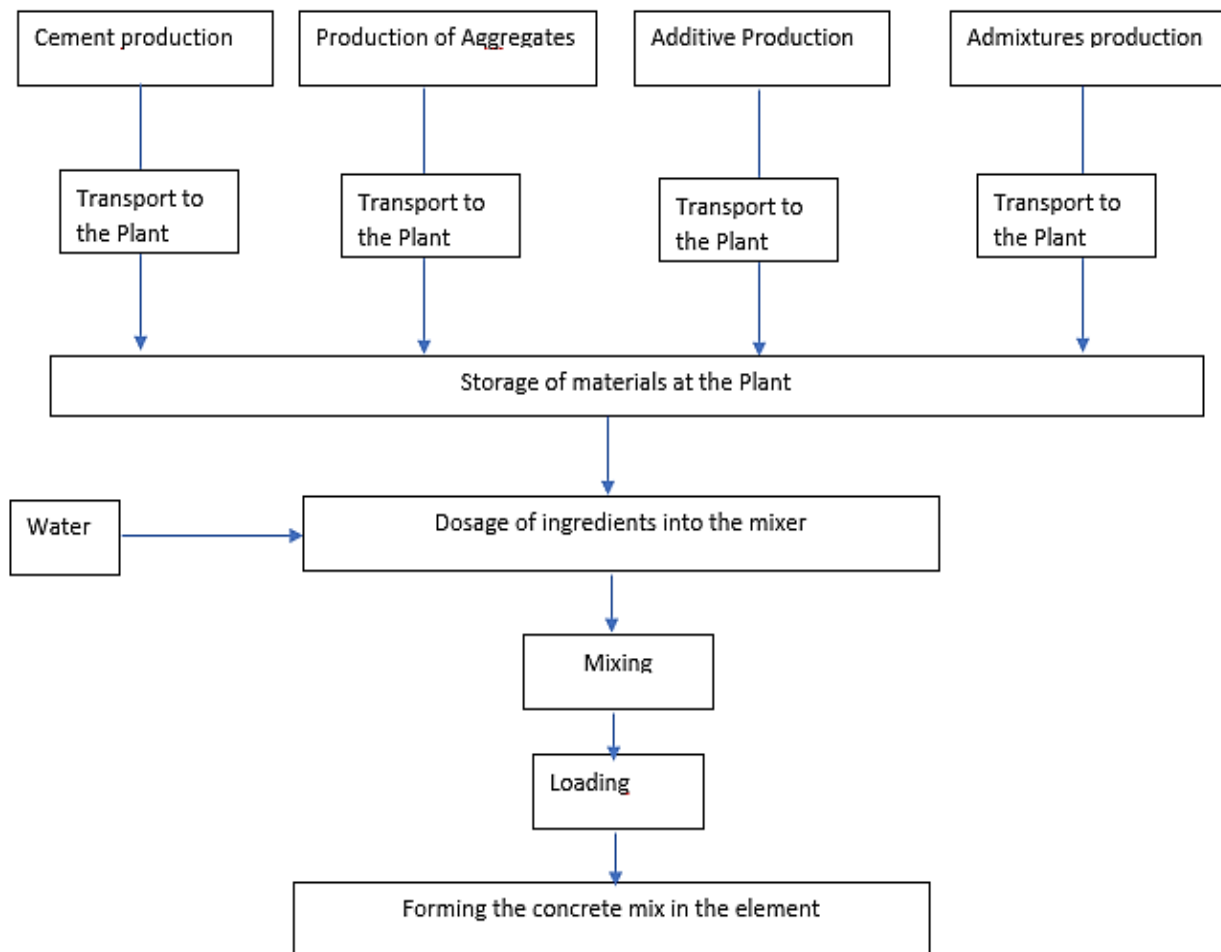 Cement production
Production of Aggregates
Additive Production
Admixtures production
Transport to
the Plant
Transport to
the Plant
Transport to
the Plant
Transport to
the Plant
Storage of materials at the Plant
Water
Dosage of ingredients into the mixer
Mixing
Loading
Forming the concrete mix in the element